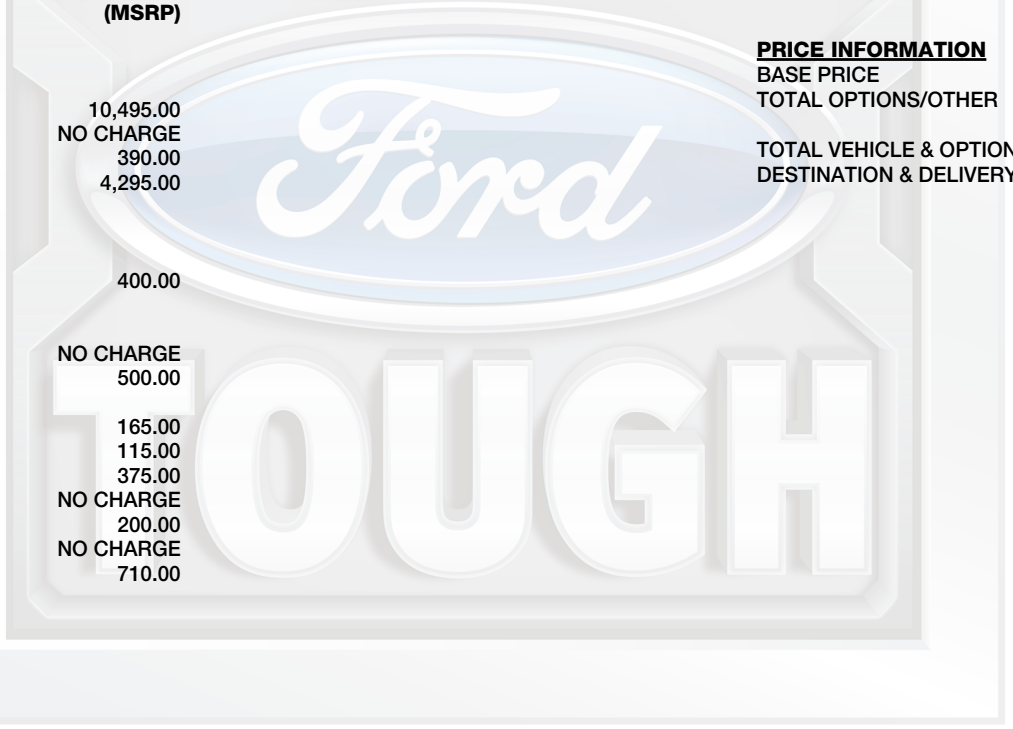 (MSRP)
10,495.00
NO CHARGE
390.00
4,295.00
400.00
NO CHARGE
500.00
165.00
115.00
375.00
NO CHARGE
200.00
NO CHARGE
710.00
PRICE INFORMATION
BASE PRICE
TOTAL OPTIONS/OTHER
TOTAL VEHICLE & OPTION
DESTINATION & DELIVERY
Ford
TOUGH